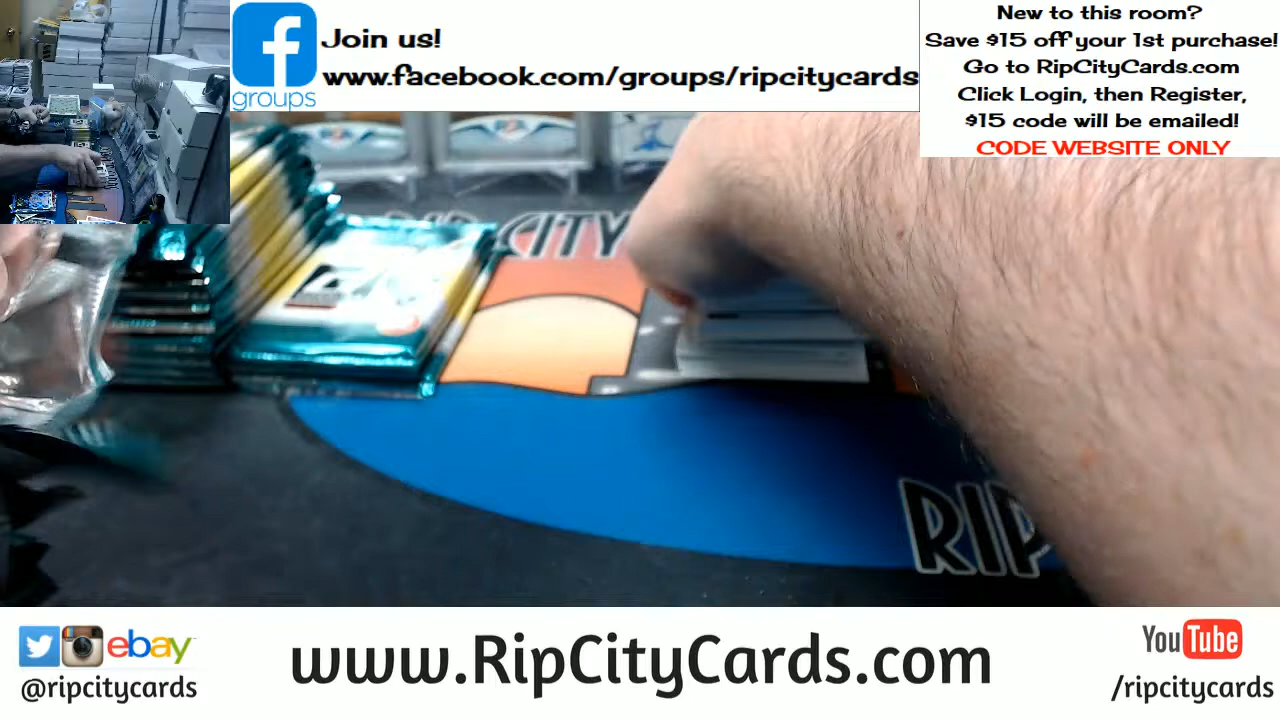 Join us!
www.facebook.com/groups/ripcitycards
groups
New to this room?
Save $15 off your 1st purchase!
Go to RipCityCards.com
Click Login, then Register,
$15 code will be emailed!
CODE WEBSITE ONLY
CITY
RIP
ebay
@ripcitycards
www.RipCityCards.com
YouTube
/ripcitycards